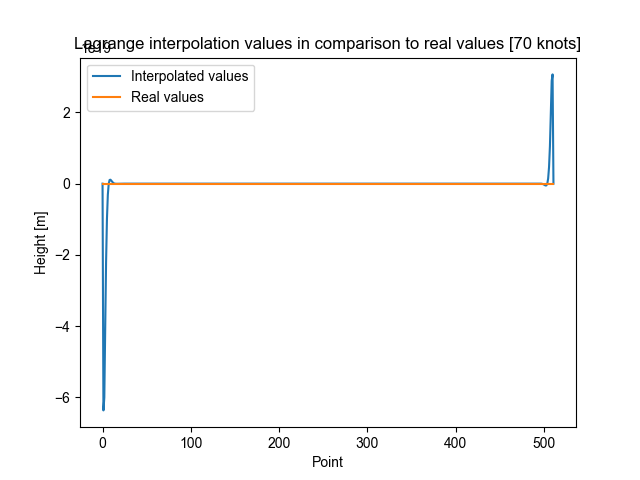 Lagrange interpolation values in comparison to real values [70 knots]
1e19
Interpolated values
Real values
2
0
−2
−4
−6
Height [m]
0
100
200
300
400
500
Point